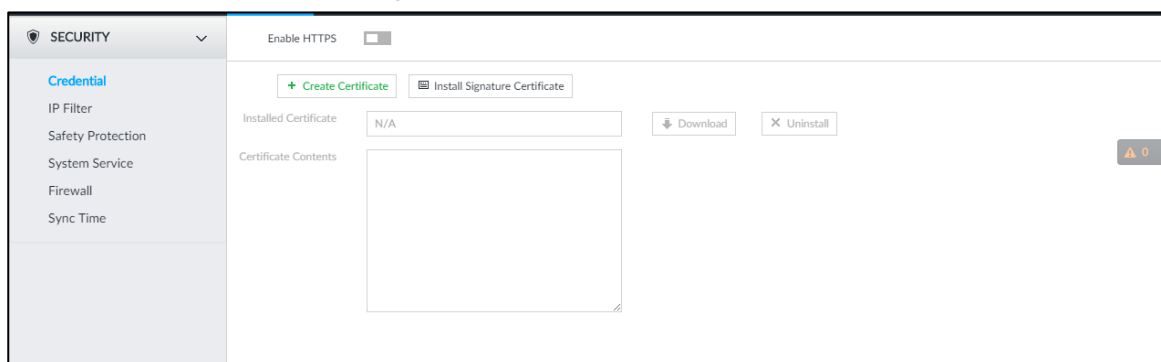 SECURITY
Enable HTTPS
Credential
IP Filter
Safety Protection
System Service
Firewall
Sync Time
+ Create Certificate
Install Signature Certificate
Installed Certificate
N/A
Download
Uninstall
Certificate Contents
0